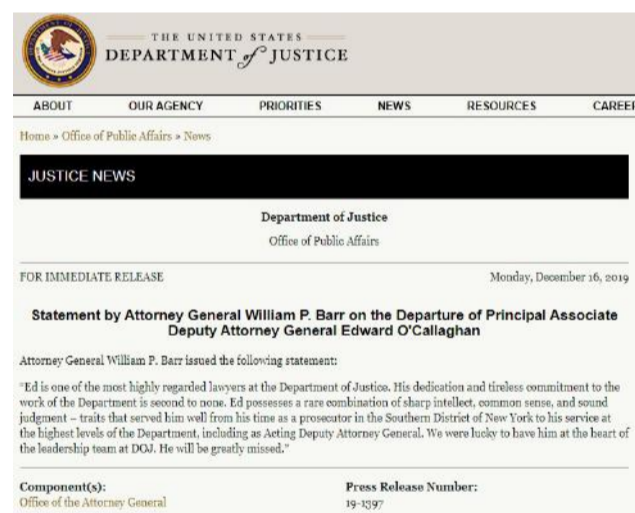 THE UNITED STATES
DEPARTMENT of JUSTICE
ABOUT OUR AGENCY PRIORITIES NEWS RESOURCES CAREE
Home » Office of Public Affairs » News
JUSTICE NEWS
Department of Justice
Office of Public Affairs
FOR IMMEDIATE RELEASE Monday, December 16, 2019
Statement by Attorney General William P. Barr on the Departure of Principal Associate
Deputy Attorney General Edward O'Callaghan
Attorney General William P. Barr issued the following statement:
"Ed is one of the most highly regarded lawyers at the Department of Justice. His dedication and tireless commitment to the
work of the Department is second to none. Ed possesses a rare combination of sharp intellect, common sense, and sound
judgment – traits that served him well from his time as a prosecutor in the Southern District of New York to his service at
the highest levels of the Department, including as Acting Deputy Attorney General. We were lucky to have him at the heart of
the leadership team at DOJ. He will be greatly missed."
Component(s): Press Release Number:
Office of the Attorney General 19-1397